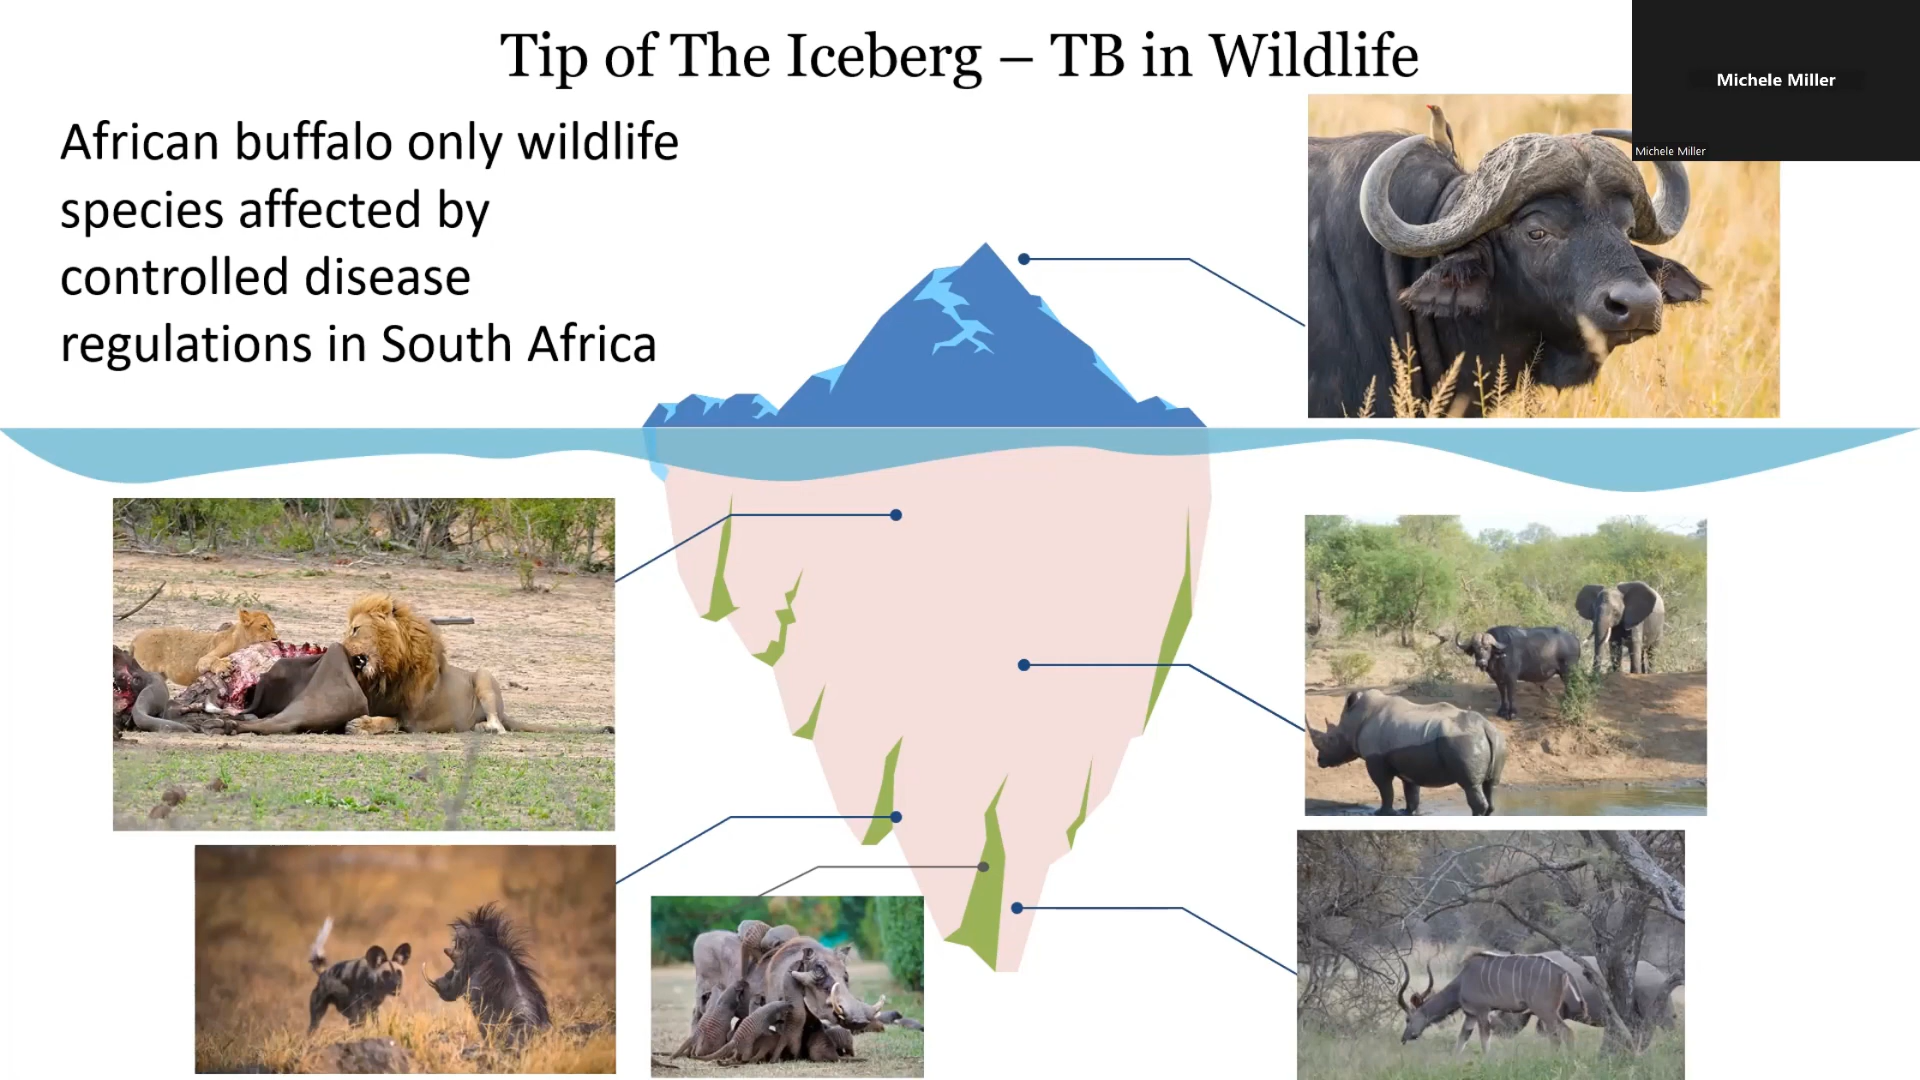 Tip of The Iceberg – TB in Wildlife
Michele Miller
Michele Miller
African buffalo only wildlife
species affected by
controlled disease
regulations in South Africa